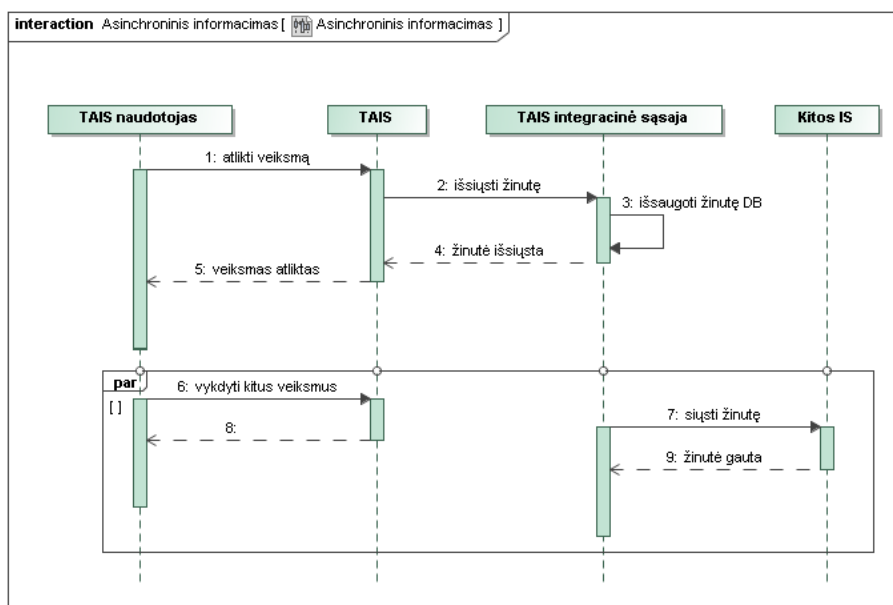 interaction Asinchroninis informacimas [ Asinchroninis informacimas ]
TAIS naudotojas
TAIS
TAIS integracinė sąsaja
Kitos IS
1: atlikti veiksmą
2: išsiųsti žinutę
3: išsaugoti žinutę DB
4: žinutė išsiųsta
5: veiksmas atliktas
par
6: vykdyti kitus veiksmus
[ ]
7: siųsti žinutę
8:
9: žinutė gauta